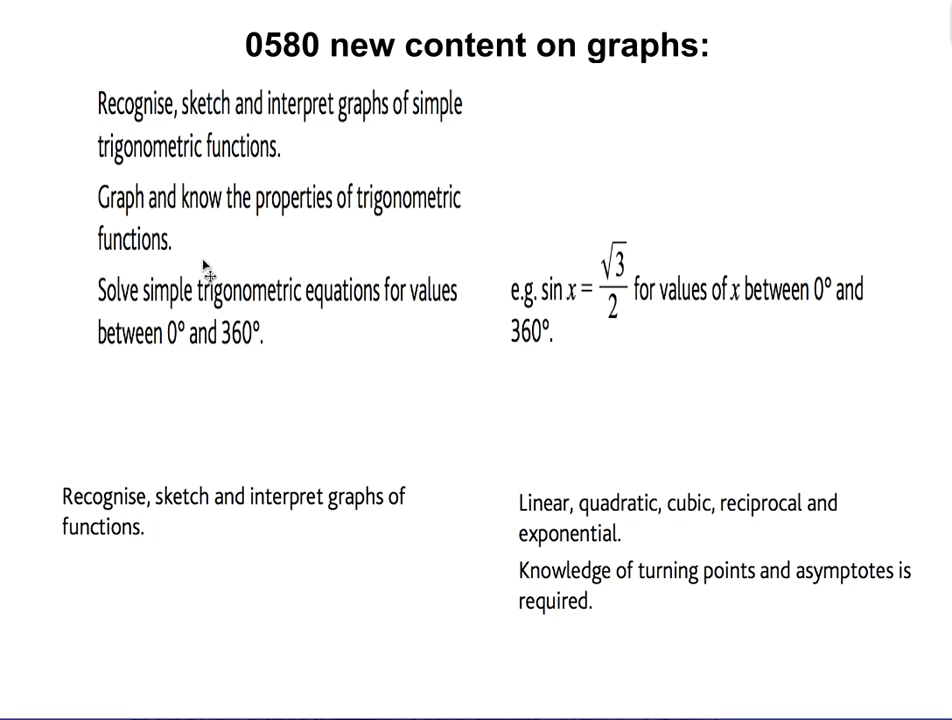 0580 new content on graphs:
Recognise, sketch and interpret graphs of simple
trigonometric functions.
Graph and know the properties of trigonometric
functions.
Solve simple trigonometric equations for values
between 0° and 360°.
e.g. sin x = √3/2 for values of x between 0° and
360°.
Recognise, sketch and interpret graphs of
functions.
Linear, quadratic, cubic, reciprocal and
exponential.
Knowledge of turning points and asymptotes is
required.